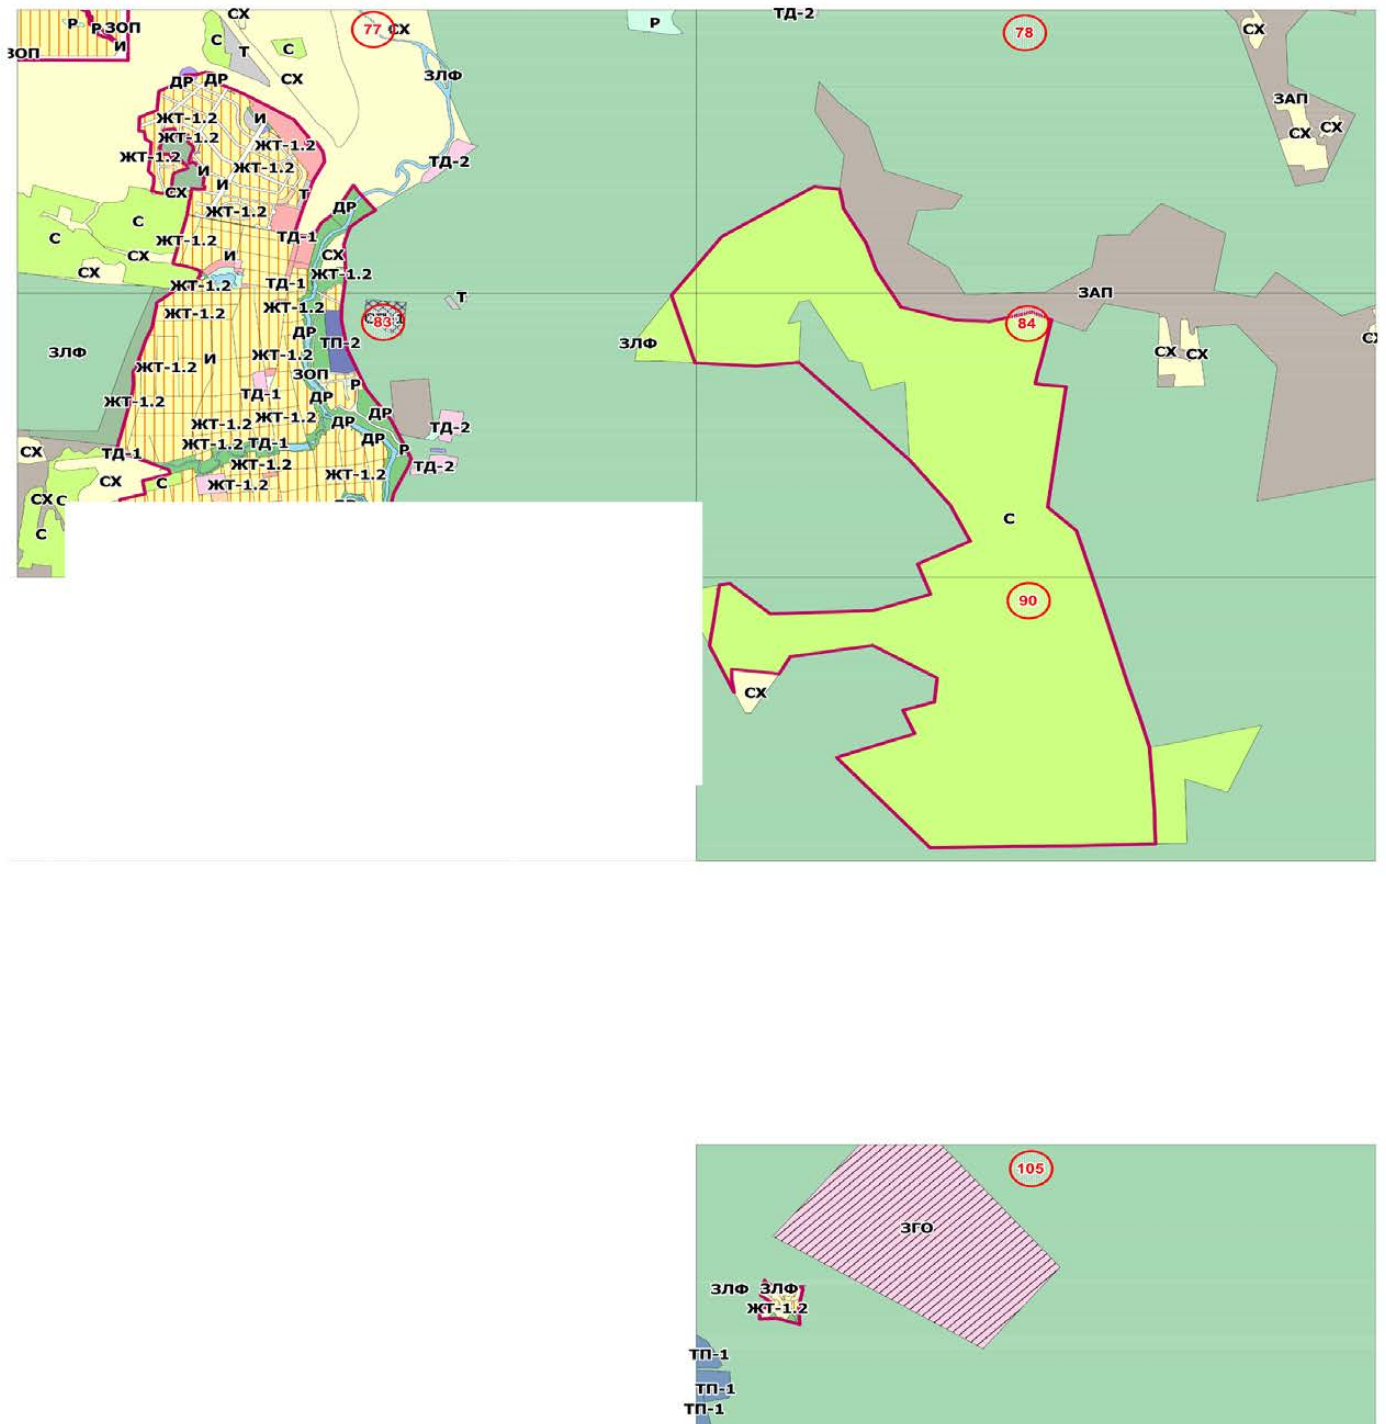 СХ
ТД-2
Р
Р
ЗОП
И
ЗОП
77
СХ
78
СХ
С
Т
С
СХ
ЗЛФ
ДР
ДР
ЗАП
СХ
СХ
ЖТ-1.2
И
ЖТ-1.2
ЖТ-1.2
ЖТ-1.2
ЖТ-1.2
И
И
СХ
Т
ТД-2
ЖТ-1.2
ДР
С
С
ЖТ-1.2
ТД-1
СХ
И
СХ
СХ
ЖТ-1.2
ЖТ-1.2
ТД-1
ЗАП
Т
ЖТ-1.2
ЖТ-1.2
83
84
ДР
ТП-2
ЗЛФ
ЗЛФ
И
ЖТ-1.2
СХ
СХ
ЖТ-1.2
ЗОП
Р
ТД-1
ДР
ЖТ-1.2
ДР
ЖТ-1.2
ЖТ-1.2
ДР
ТД-2
ЖТ-1.2
ТД-1
ДР
Р
СХ
ТД-1
ЖТ-1.2
ТД-2
СХ
С
ЖТ-1.2
ЖТ-1.2
СХ
С
С
С
90
СХ
105
ЗГО
ЗЛФ
ЗЛФ
ЖТ-1.2
ТП-1
ТП-1
ТП-1